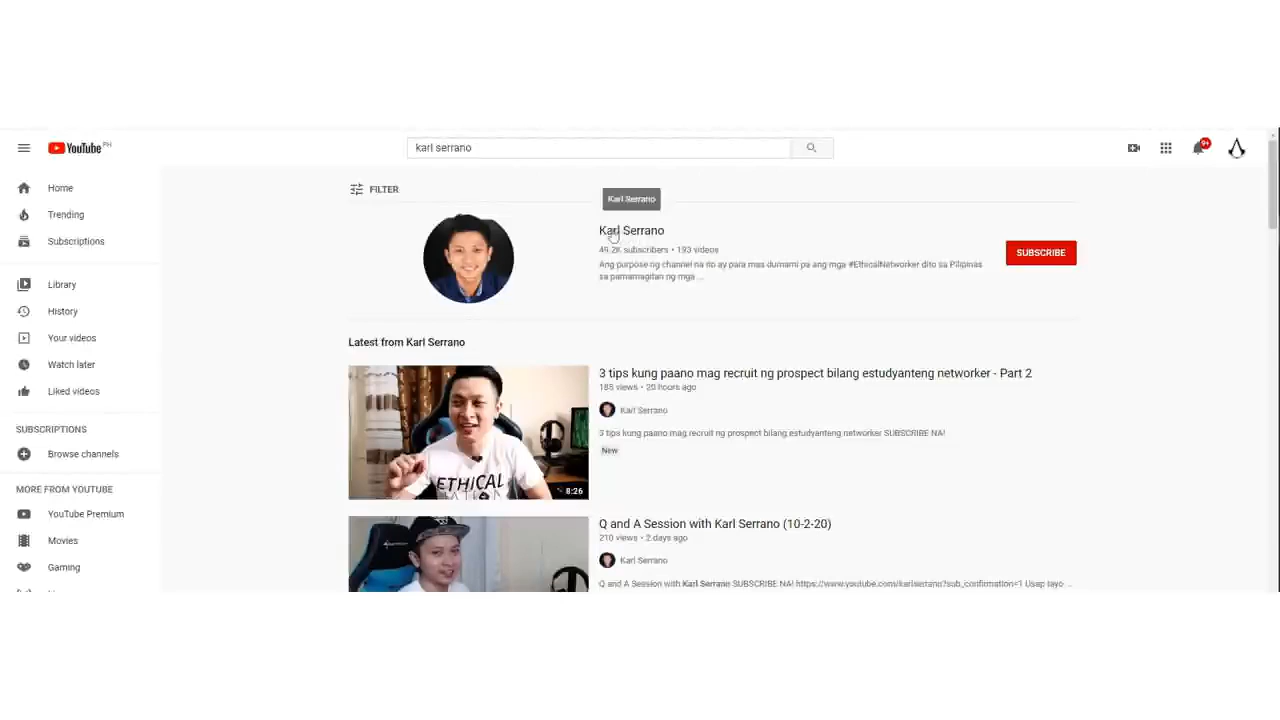 YouTube PH
karl serrano
9+
Home
Trending
Subscriptions
Library
History
Your videos
Watch later
Liked videos
SUBSCRIPTIONS
Browse channels
MORE FROM YOUTUBE
YouTube Premium
Movies
Gaming
FILTER
Karl Serrano
Karl Serrano
49.2K subscribers • 193 videos
Ang purpose ng channel na ito ay para mas dumami pa ang mga #EthicalNetworker dito sa Pilipinas
sa pamamagitan ng mga ...
SUBSCRIBE
Latest from Karl Serrano
ETHICAL
8:26
3 tips kung paano mag recruit ng prospect bilang estudyanteng networker - Part 2
185 views • 20 hours ago
Karl Serrano
3 tips kung paano mag recruit ng prospect bilang estudyanteng networker SUBSCRIBE NA!
New
Q and A Session with Karl Serrano (10-2-20)
210 views • 2 days ago
Karl Serrano
Q and A Session with Karl Serrano SUBSCRIBE NA! https://www.youtube.com/karlserrano?sub_confirmation=1 Usap tayo ...